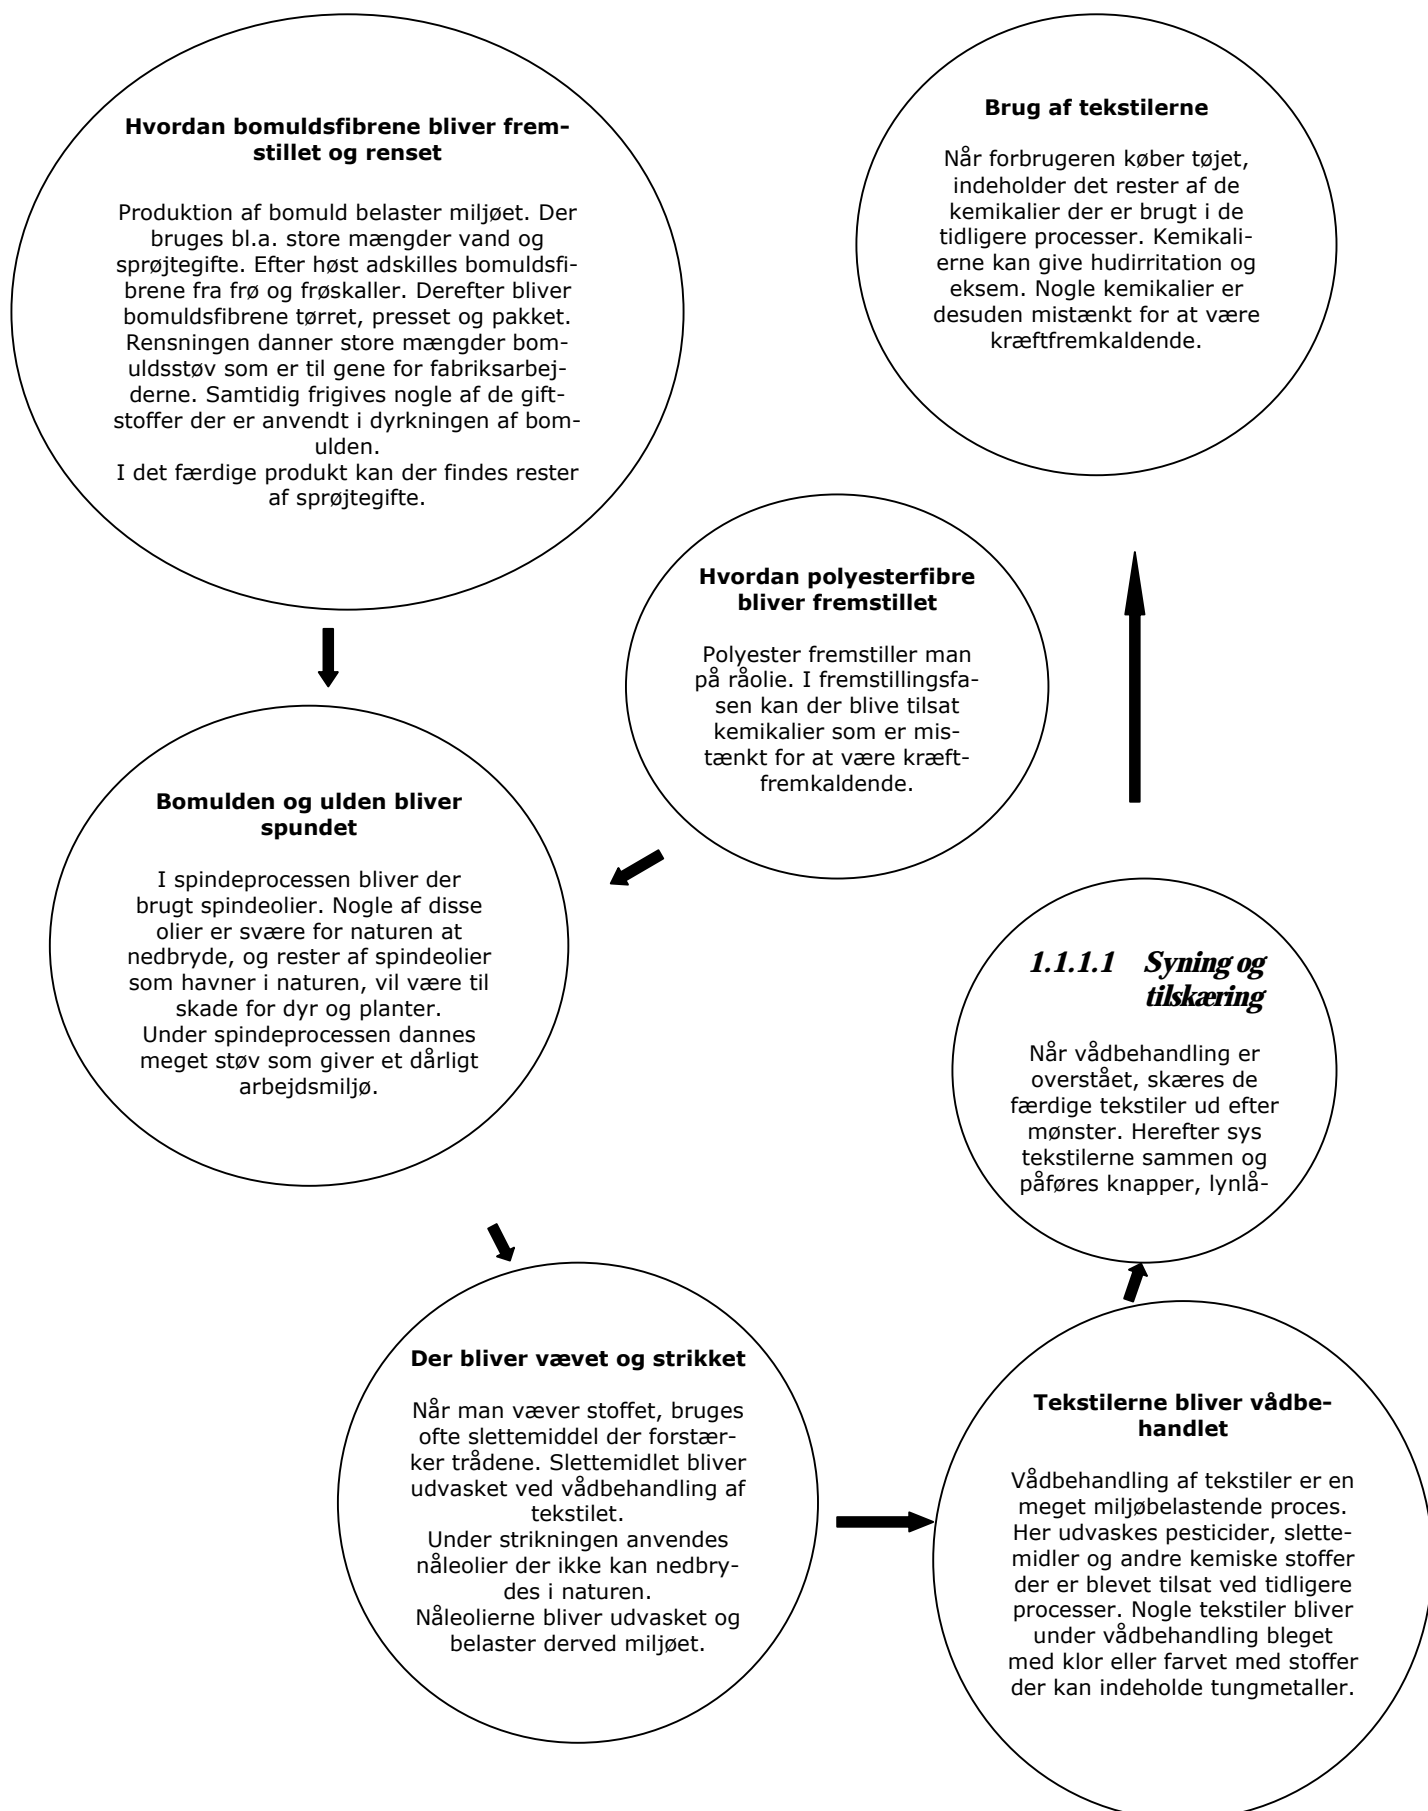 Hvordan bomuldsfibrene bliver frem-
stillet og renset
Produktion af bomuld belaster miljøet. Der
bruges bl.a. store mængder vand og
sprøjtegifte. Efter høst adskilles bomuldsfi-
brene fra frø og frøskaller. Derefter bliver
bomuldsfibrene tørret, presset og pakket.
Rensningen danner store mængder bom-
uldsstøv som er til gene for fabriksarbej-
derne. Samtidig frigives nogle af de gift-
stoffer der er anvendt i dyrkningen af bom-
ulden.
I det færdige produkt kan der findes rester
af sprøjtegifte.
Hvordan polyesterfibre
bliver fremstillet
Polyester fremstiller man
på råolie. I fremstillingsfa-
sen kan der blive tilsat
kemikalier som er mis-
tænkt for at være kræft-
fremkaldende.
Bomulden og ulden bliver
spundet
I spindeprocessen bliver der
brugt spindeolier. Nogle af disse
olier er svære for naturen at
nedbryde, og rester af spindeolier
som havner i naturen, vil være til
skade for dyr og planter.
Under spindeprocessen dannes
meget støv som giver et dårligt
arbejdsmiljø.
Der bliver vævet og strikket
Når man væver stoffet, bruges
ofte slettemiddel der forstær-
ker trådene. Slettemidlet bliver
udvasket ved vådbehandling af
tekstilet.
Under strikningen anvendes
nåleolier der ikke kan nedbry-
des i naturen.
Nåleolierne bliver udvasket og
belaster derved miljøet.
Tekstilerne bliver vådbe-
handlet
Vådbehandling af tekstiler er en
meget miljøbelastende proces.
Her udvaskes pesticider, slette-
midler og andre kemiske stoffer
der er blevet tilsat ved tidligere
processer. Nogle tekstiler bliver
under vådbehandling bleget
med klor eller farvet med stoffer
der kan indeholde tungmetaller.
1.1.1.1 Syning og
tilskæring
Når vådbehandling er
overstået, skæres de
færdige tekstiler ud efter
mønster. Herefter sys
tekstilerne sammen og
påføres knapper, lynlå-
Brug af tekstilerne
Når forbrugeren køber tøjet,
indeholder det rester af de
kemikalier der er brugt i de
tidligere processer. Kemikali-
erne kan give hudirritation og
eksem. Nogle kemikalier er
desuden mistænkt for at være
kræftfremkaldende.